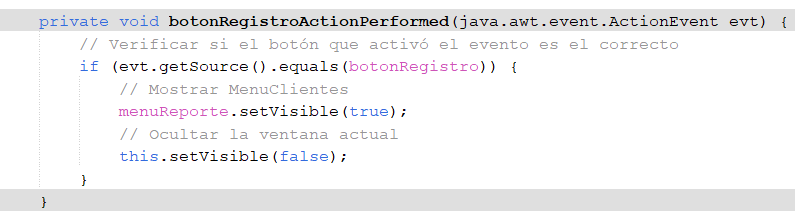 private void botonRegistroActionPerformed(java.awt.event.ActionEvent evt) {
// Verificar si el botón que activó el evento es el correcto
if (evt.getSource().equals(botonRegistro)) {
// Mostrar MenuClientes
menuReporte.setVisible(true);
// Ocultar la ventana actual
this.setVisible(false);
}
}